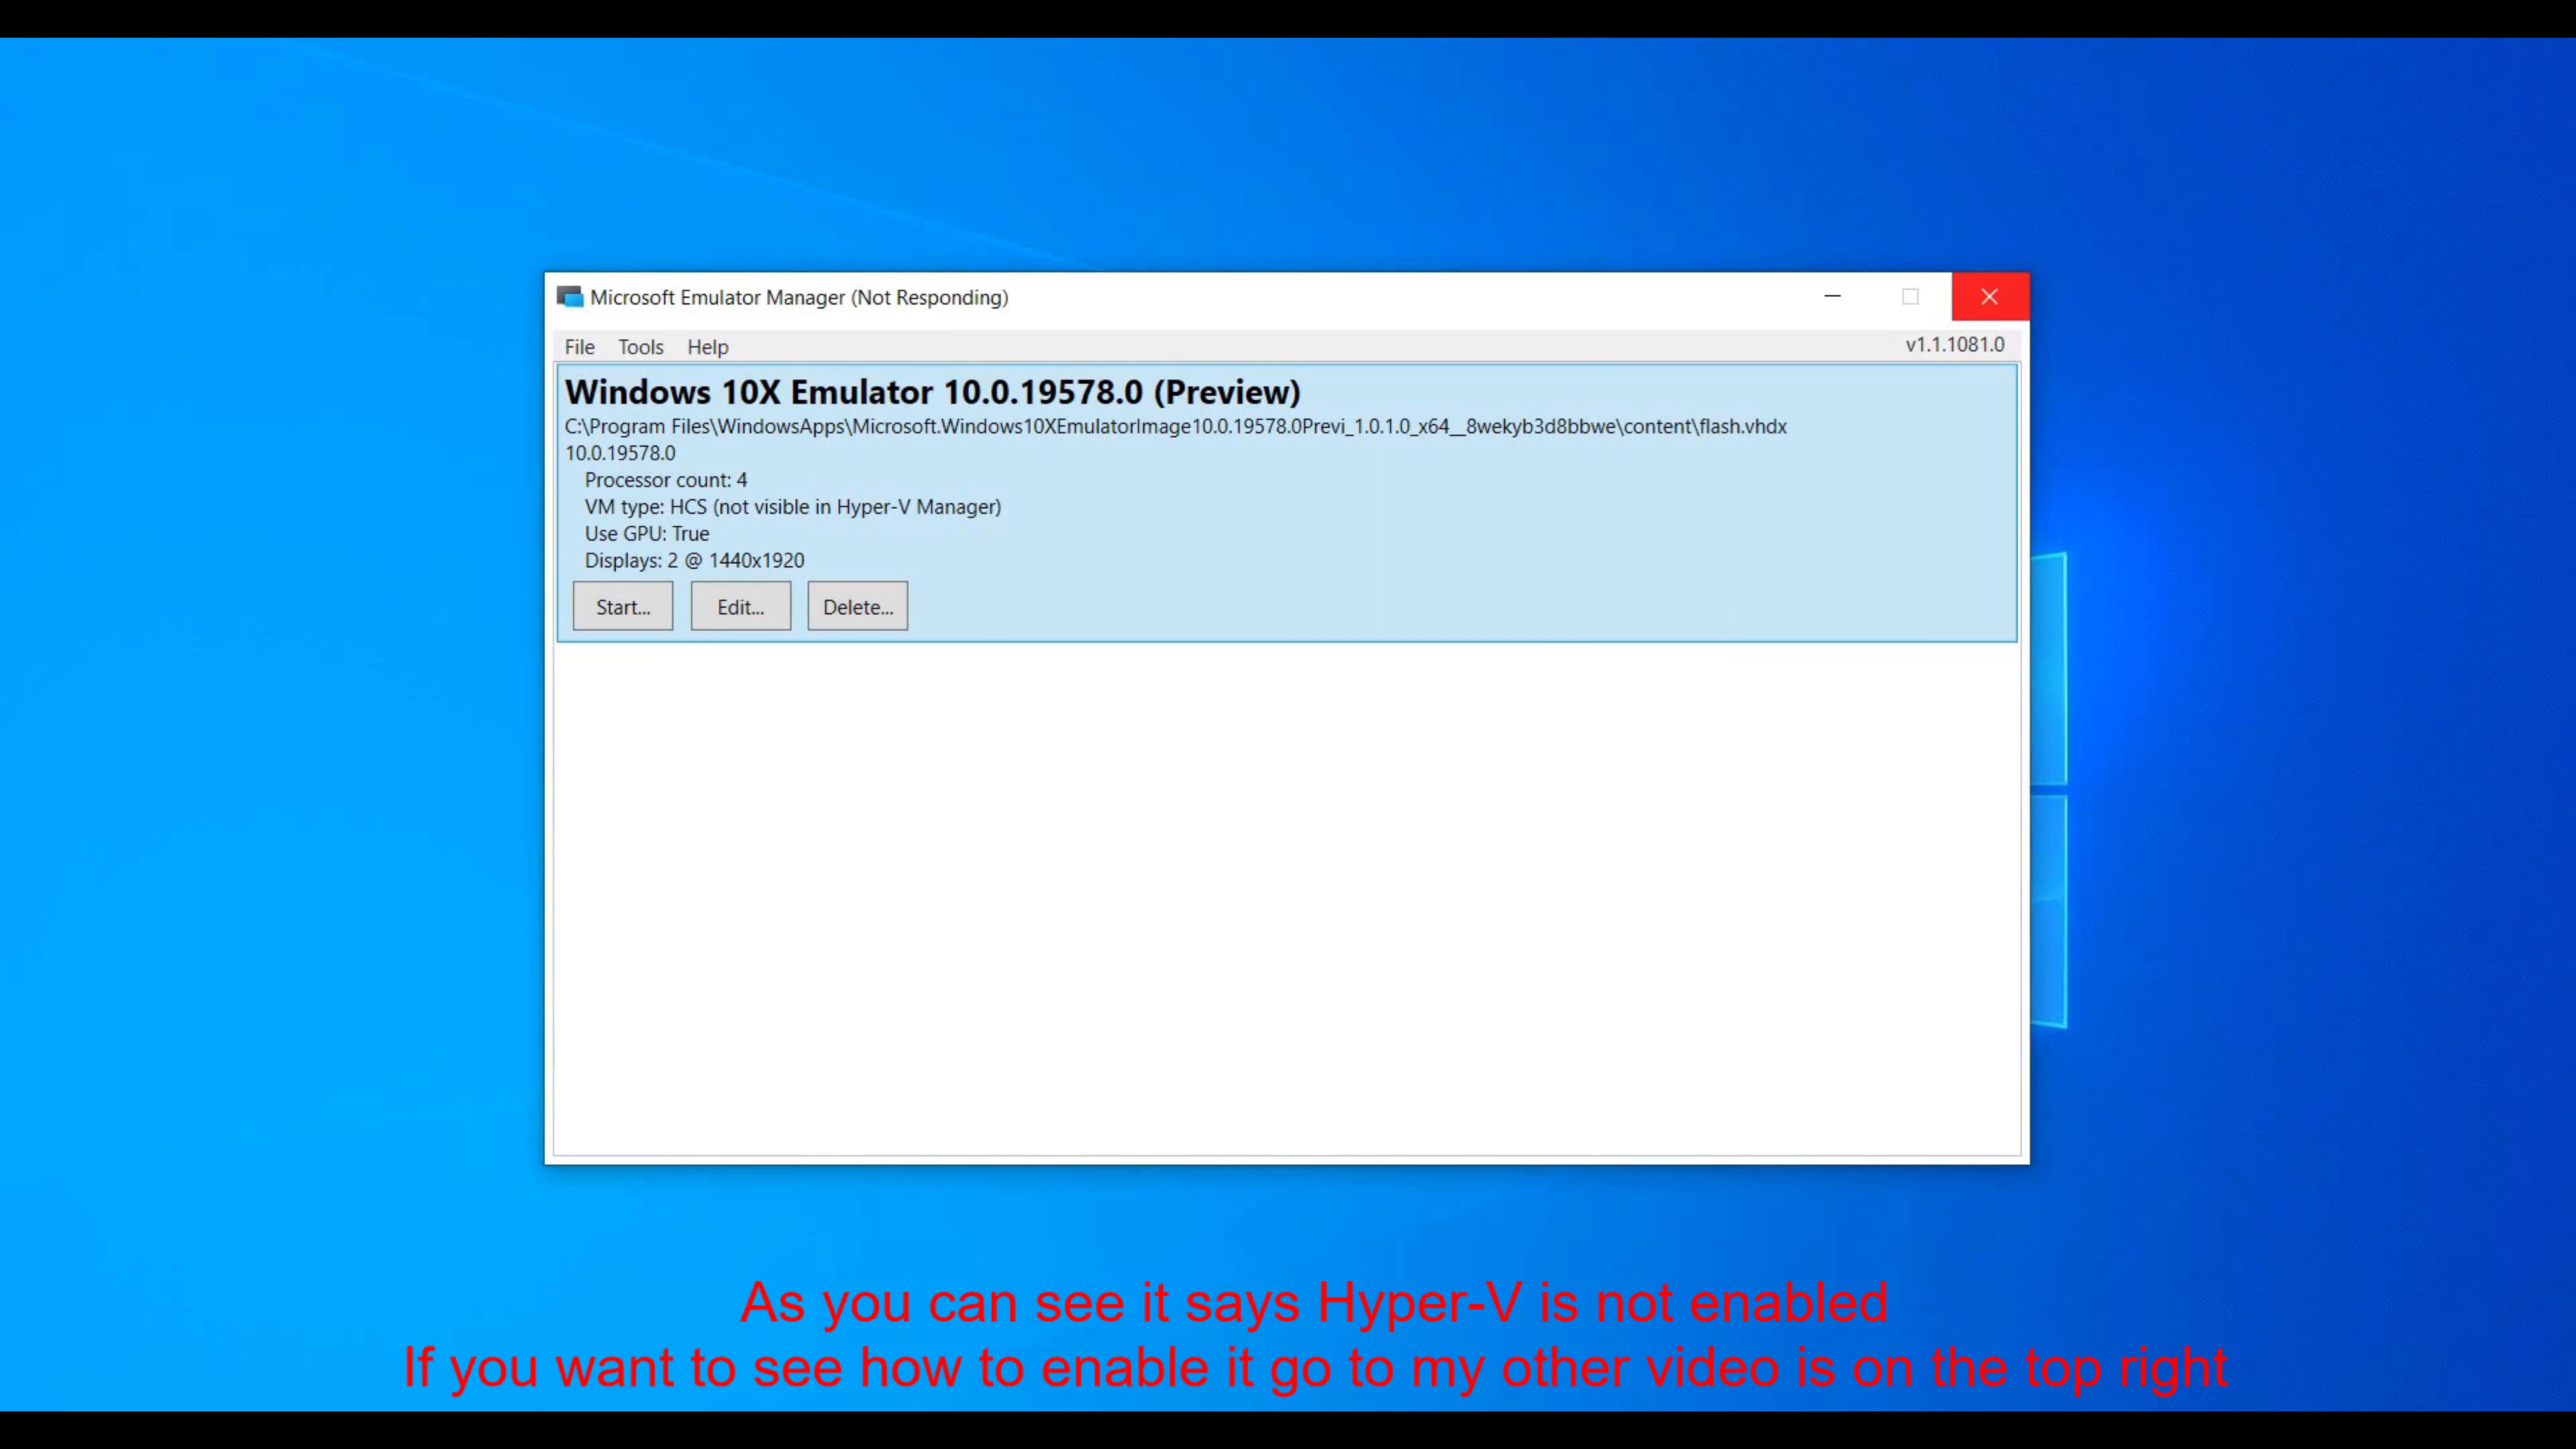 Microsoft Emulator Manager (Not Responding)
File Tools Help v1.1.1081.0
Windows 10X Emulator 10.0.19578.0 (Preview)
C:\Program Files\WindowsApps\Microsoft.Windows10XEmulatorImage10.0.19578.0Previ_1.0.1.0_x64__8wekyb3d8bbwe\content\flash.vhdx
10.0.19578.0
Processor count: 4
VM type: HCS (not visible in Hyper-V Manager)
Use GPU: True
Displays: 2 @ 1440x1920
Start... Edit... Delete...
As you can see it says Hyper-V is not enabled
If you want to see how to enable it go to my other video is on the top right